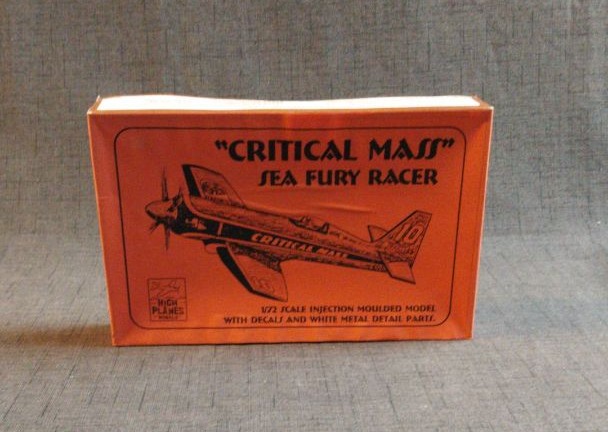 "CRITICAL MASS"
SEA FURY RACER
10
CRITICAL MASS
HIGH
PLANES
MODELS
1/72 SCALE INJECTION MOULDED MODEL
WITH DECALS AND WHITE METAL DETAIL PARTS.